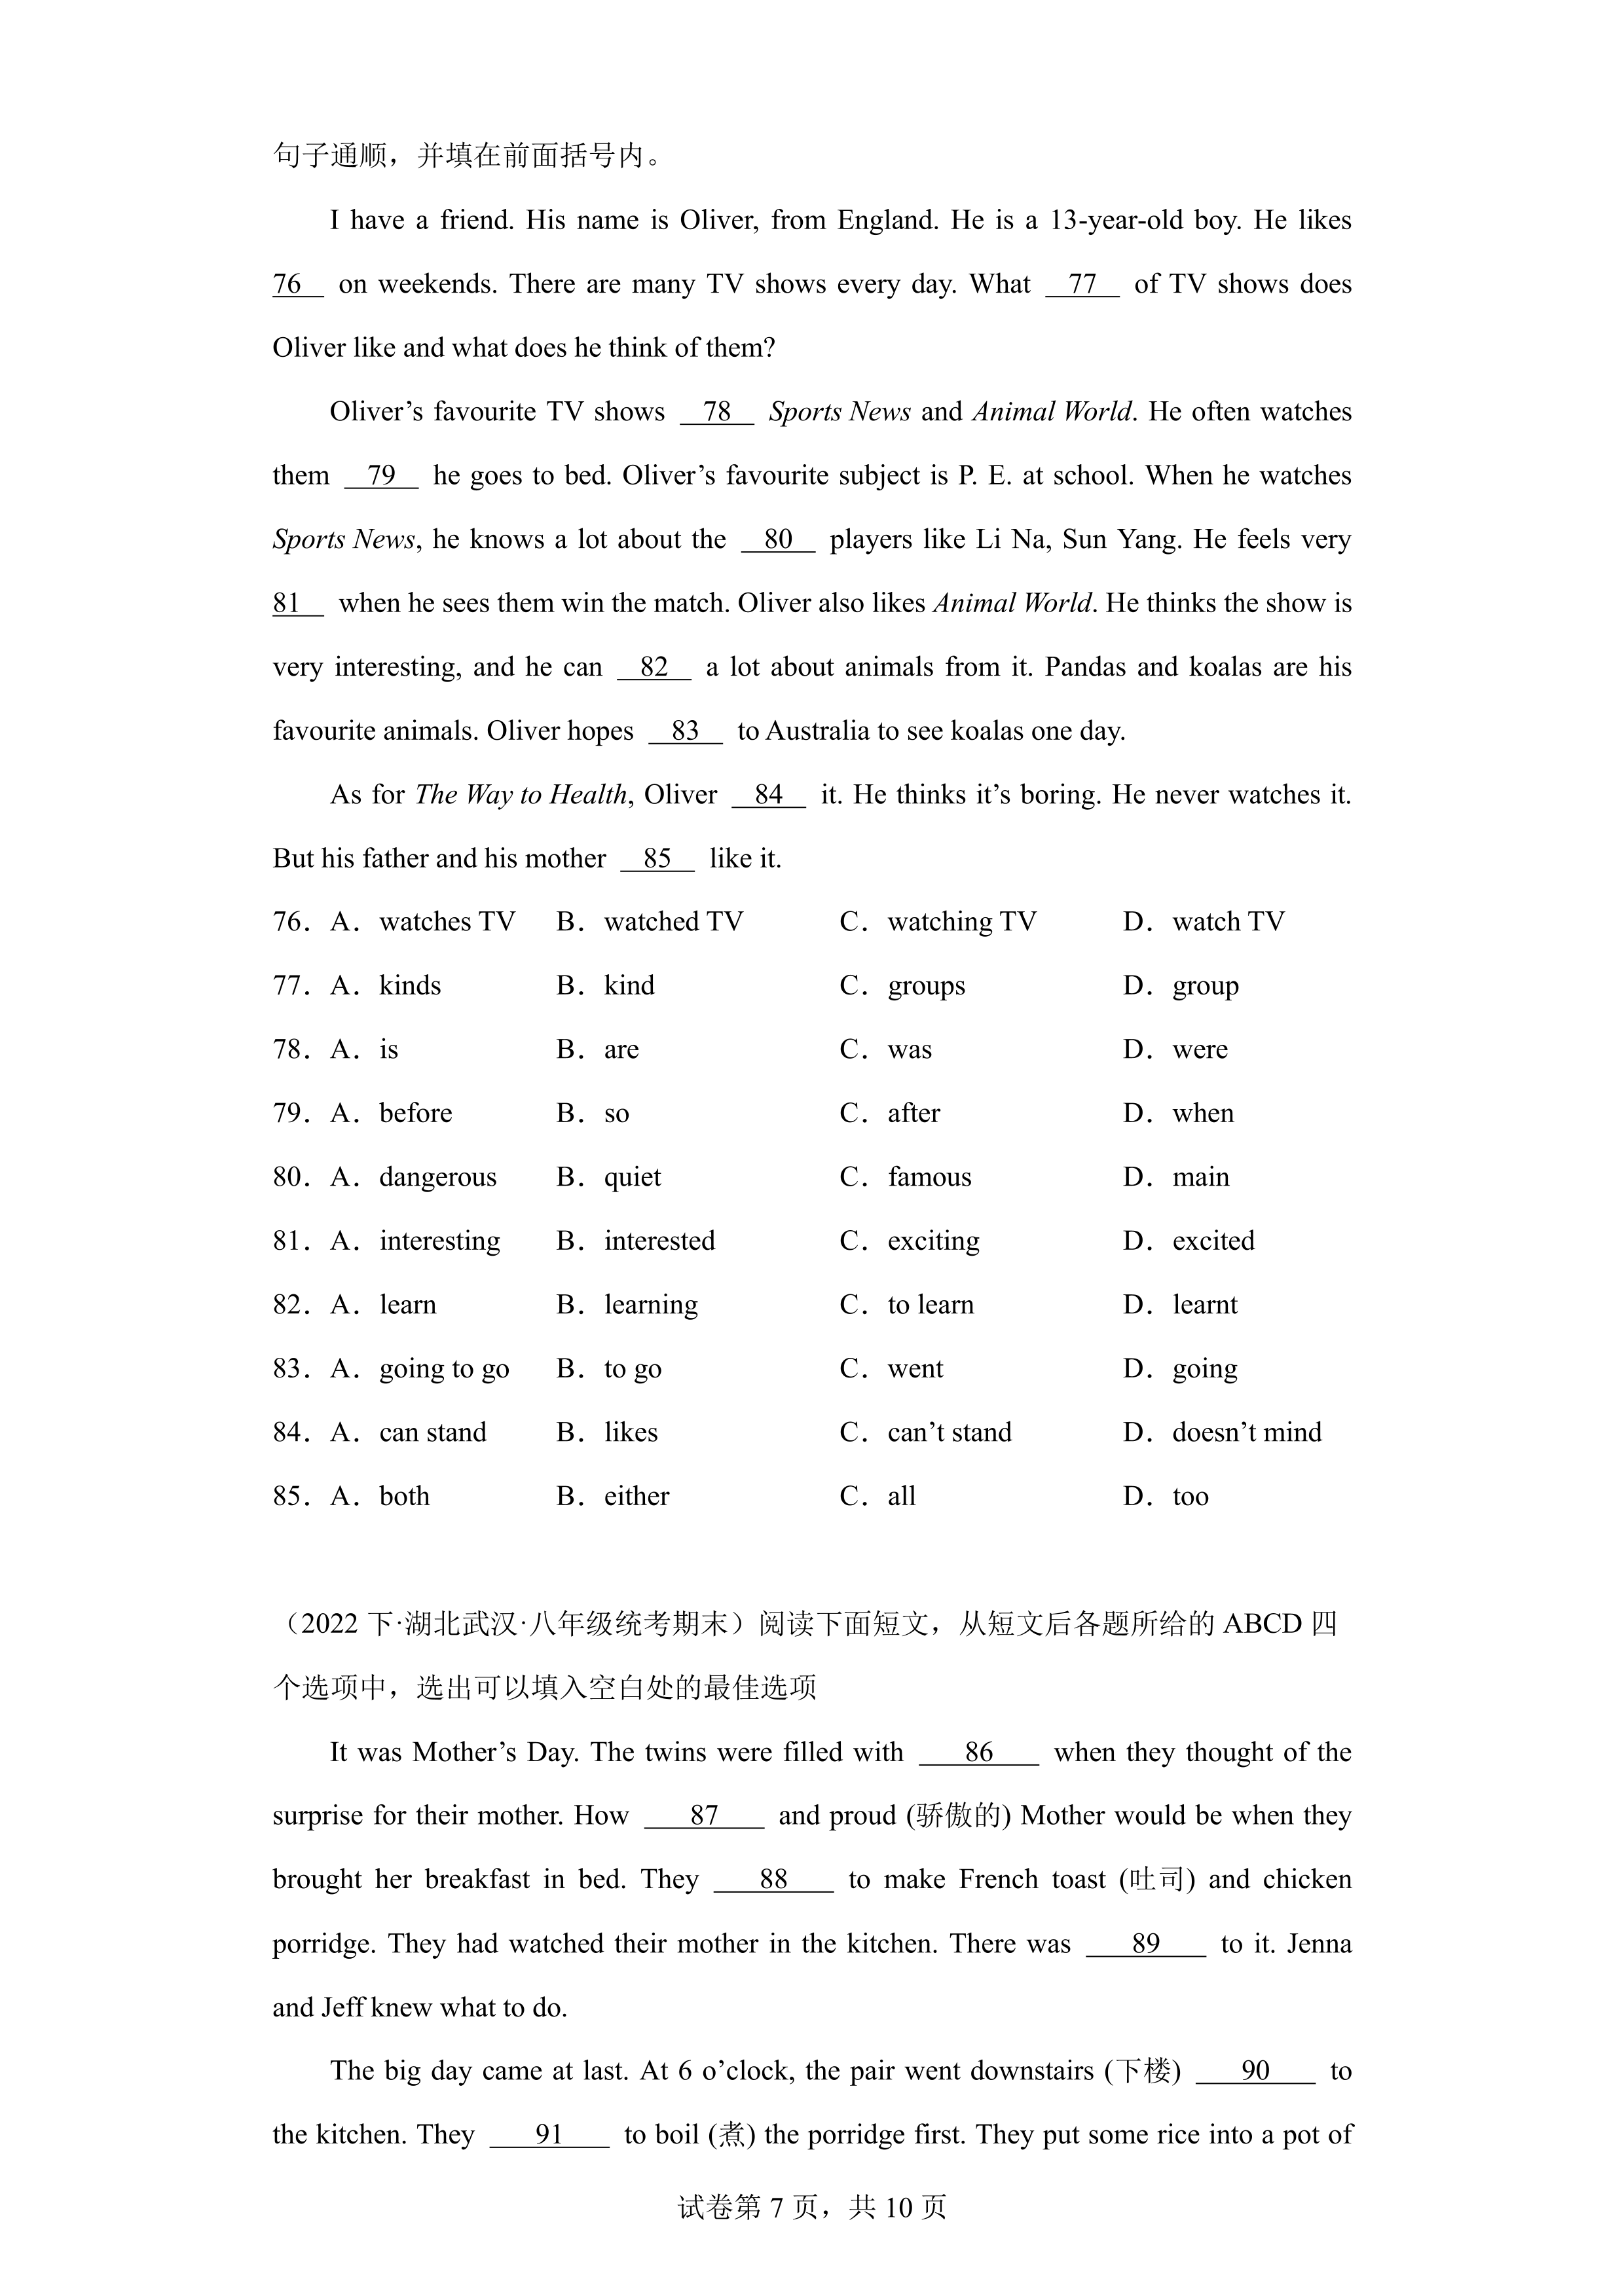 句子通顺，并填在前面括号内。
I have a friend. His name is Oliver, from England. He is a 13-year-old boy. He likes
76 on weekends. There are many TV shows every day. What 77 of TV shows does
Oliver like and what does he think of them?
Oliver’s favourite TV shows 78 Sports News and Animal World. He often watches
them 79 he goes to bed. Oliver’s favourite subject is P. E. at school. When he watches
Sports News, he knows a lot about the 80 players like Li Na, Sun Yang. He feels very
81 when he sees them win the match. Oliver also likes Animal World. He thinks the show is
very interesting, and he can 82 a lot about animals from it. Pandas and koalas are his
favourite animals. Oliver hopes 83 to Australia to see koalas one day.
As for The Way to Health, Oliver 84 it. He thinks it’s boring. He never watches it.
But his father and his mother 85 like it.
76．A．watches TV B．watched TV C．watching TV D．watch TV
77．A．kinds B．kind C．groups D．group
78．A．is B．are C．was D．were
79．A．before B．so C．after D．when
80．A．dangerous B．quiet C．famous D．main
81．A．interesting B．interested C．exciting D．excited
82．A．learn B．learning C．to learn D．learnt
83．A．going to go B．to go C．went D．going
84．A．can stand B．likes C．can’t stand D．doesn’t mind
85．A．both B．either C．all D．too
（2022 下·湖北武汉·八年级统考期末）阅读下面短文，从短文后各题所给的 ABCD 四
个选项中，选出可以填入空白处的最佳选项
It was Mother’s Day. The twins were filled with 86 when they thought of the
surprise for their mother. How 87 and proud (骄傲的) Mother would be when they
brought her breakfast in bed. They 88 to make French toast (吐司) and chicken
porridge. They had watched their mother in the kitchen. There was 89 to it. Jenna
and Jeff knew what to do.
The big day came at last. At 6 o’clock, the pair went downstairs (下楼) 90 to
the kitchen. They 91 to boil (煮) the porridge first. They put some rice into a pot of
试卷第 7 页，共 10 页